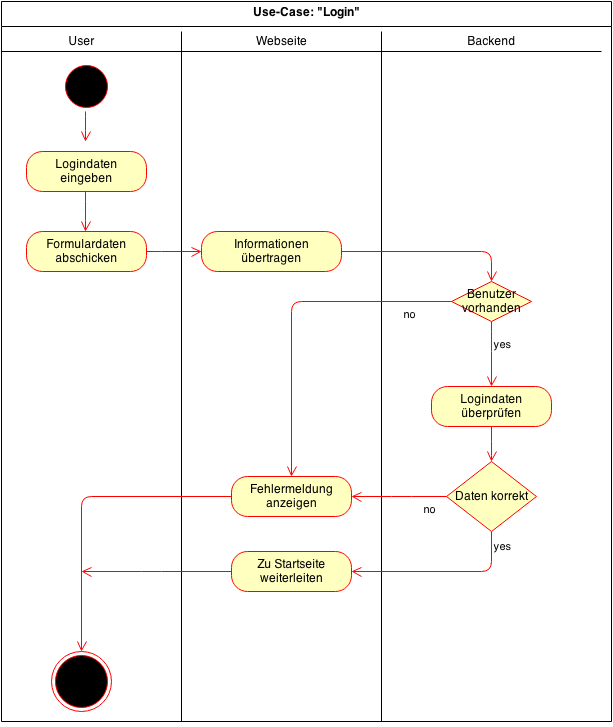 Use-Case: "Login"
User
Webseite
Backend
Logindaten
eingeben
Formulardaten
abschicken
Informationen
übertragen
Benutzer
vorhanden
no
yes
Logindaten
überprüfen
Fehlermeldung
anzeigen
Daten korrekt
no
yes
Zu Startseite
weiterleiten